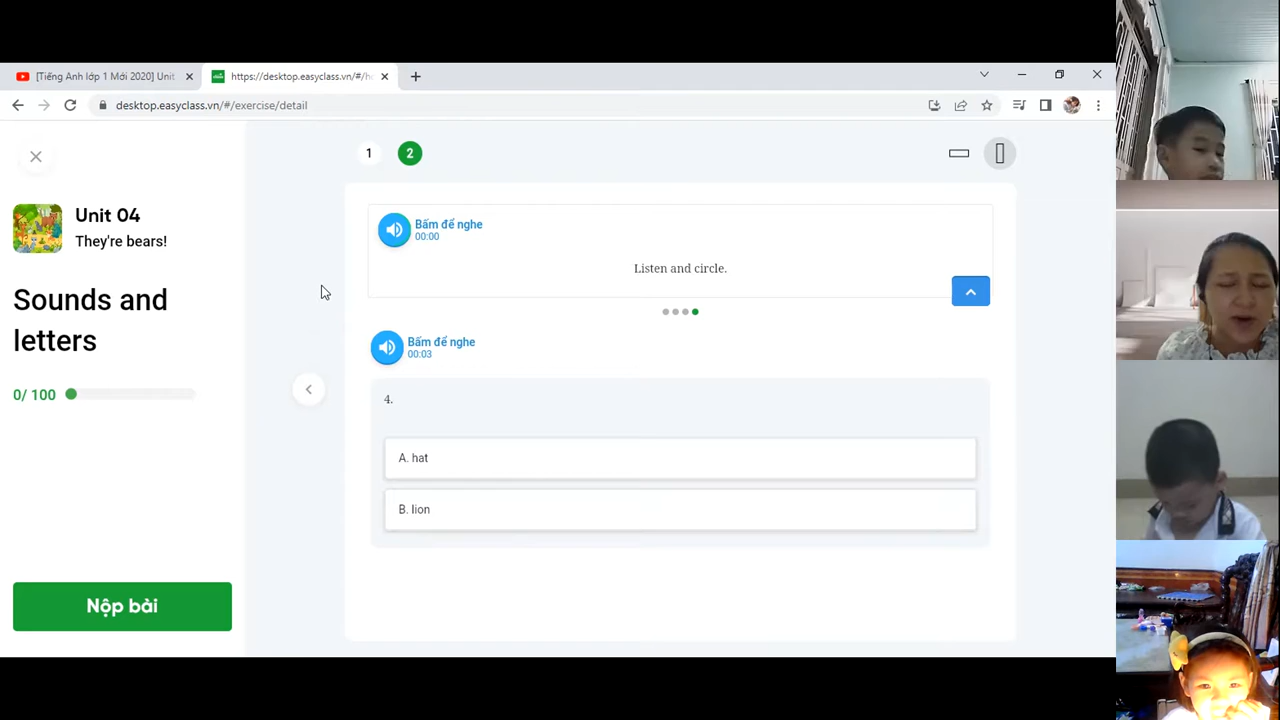 [Tiếng Anh lớp 1 Mới 2020] Unit
https://desktop.easyclass.vn/#/he
desktop.easyclass.vn/#/exercise/detail
1
2
Unit 04
They're bears!
Sounds and
letters
0/ 100
Nộp bài
Bấm để nghe
00:00
Listen and circle.
Bấm để nghe
00:03
4.
A. hat
B. lion